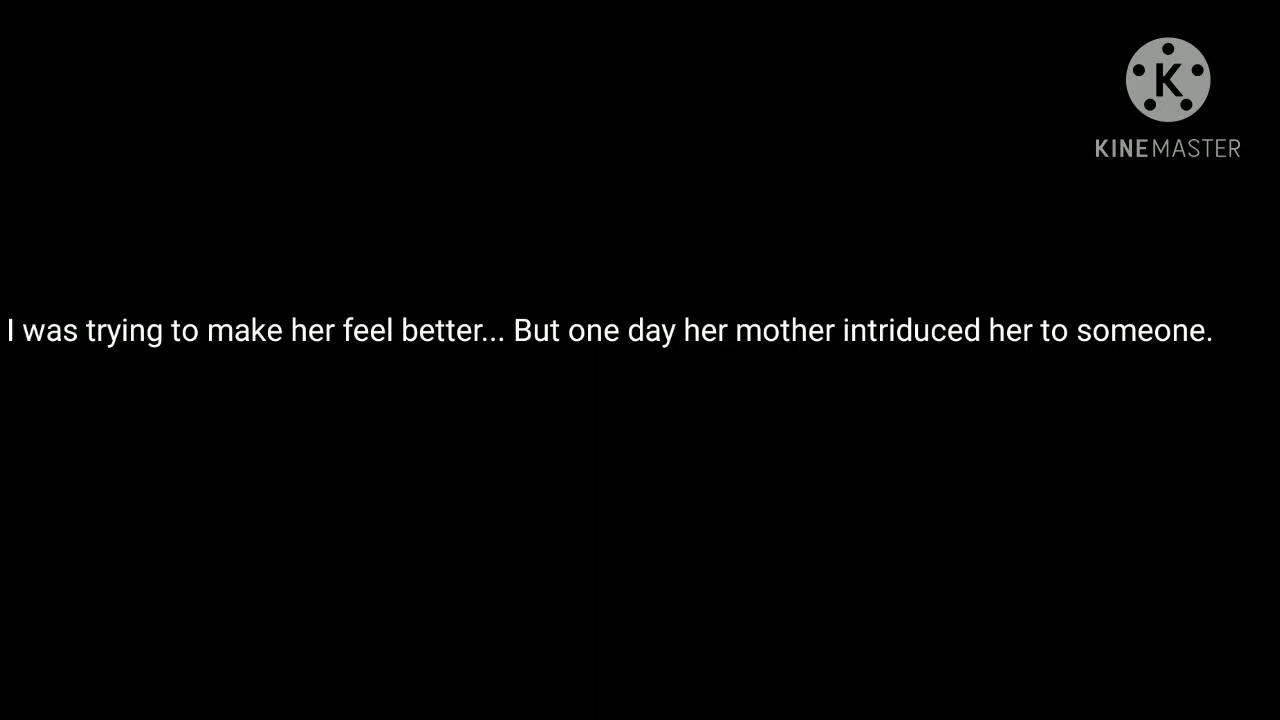 K
KINEMASTER
I was trying to make her feel better... But one day her mother intriduced her to someone.